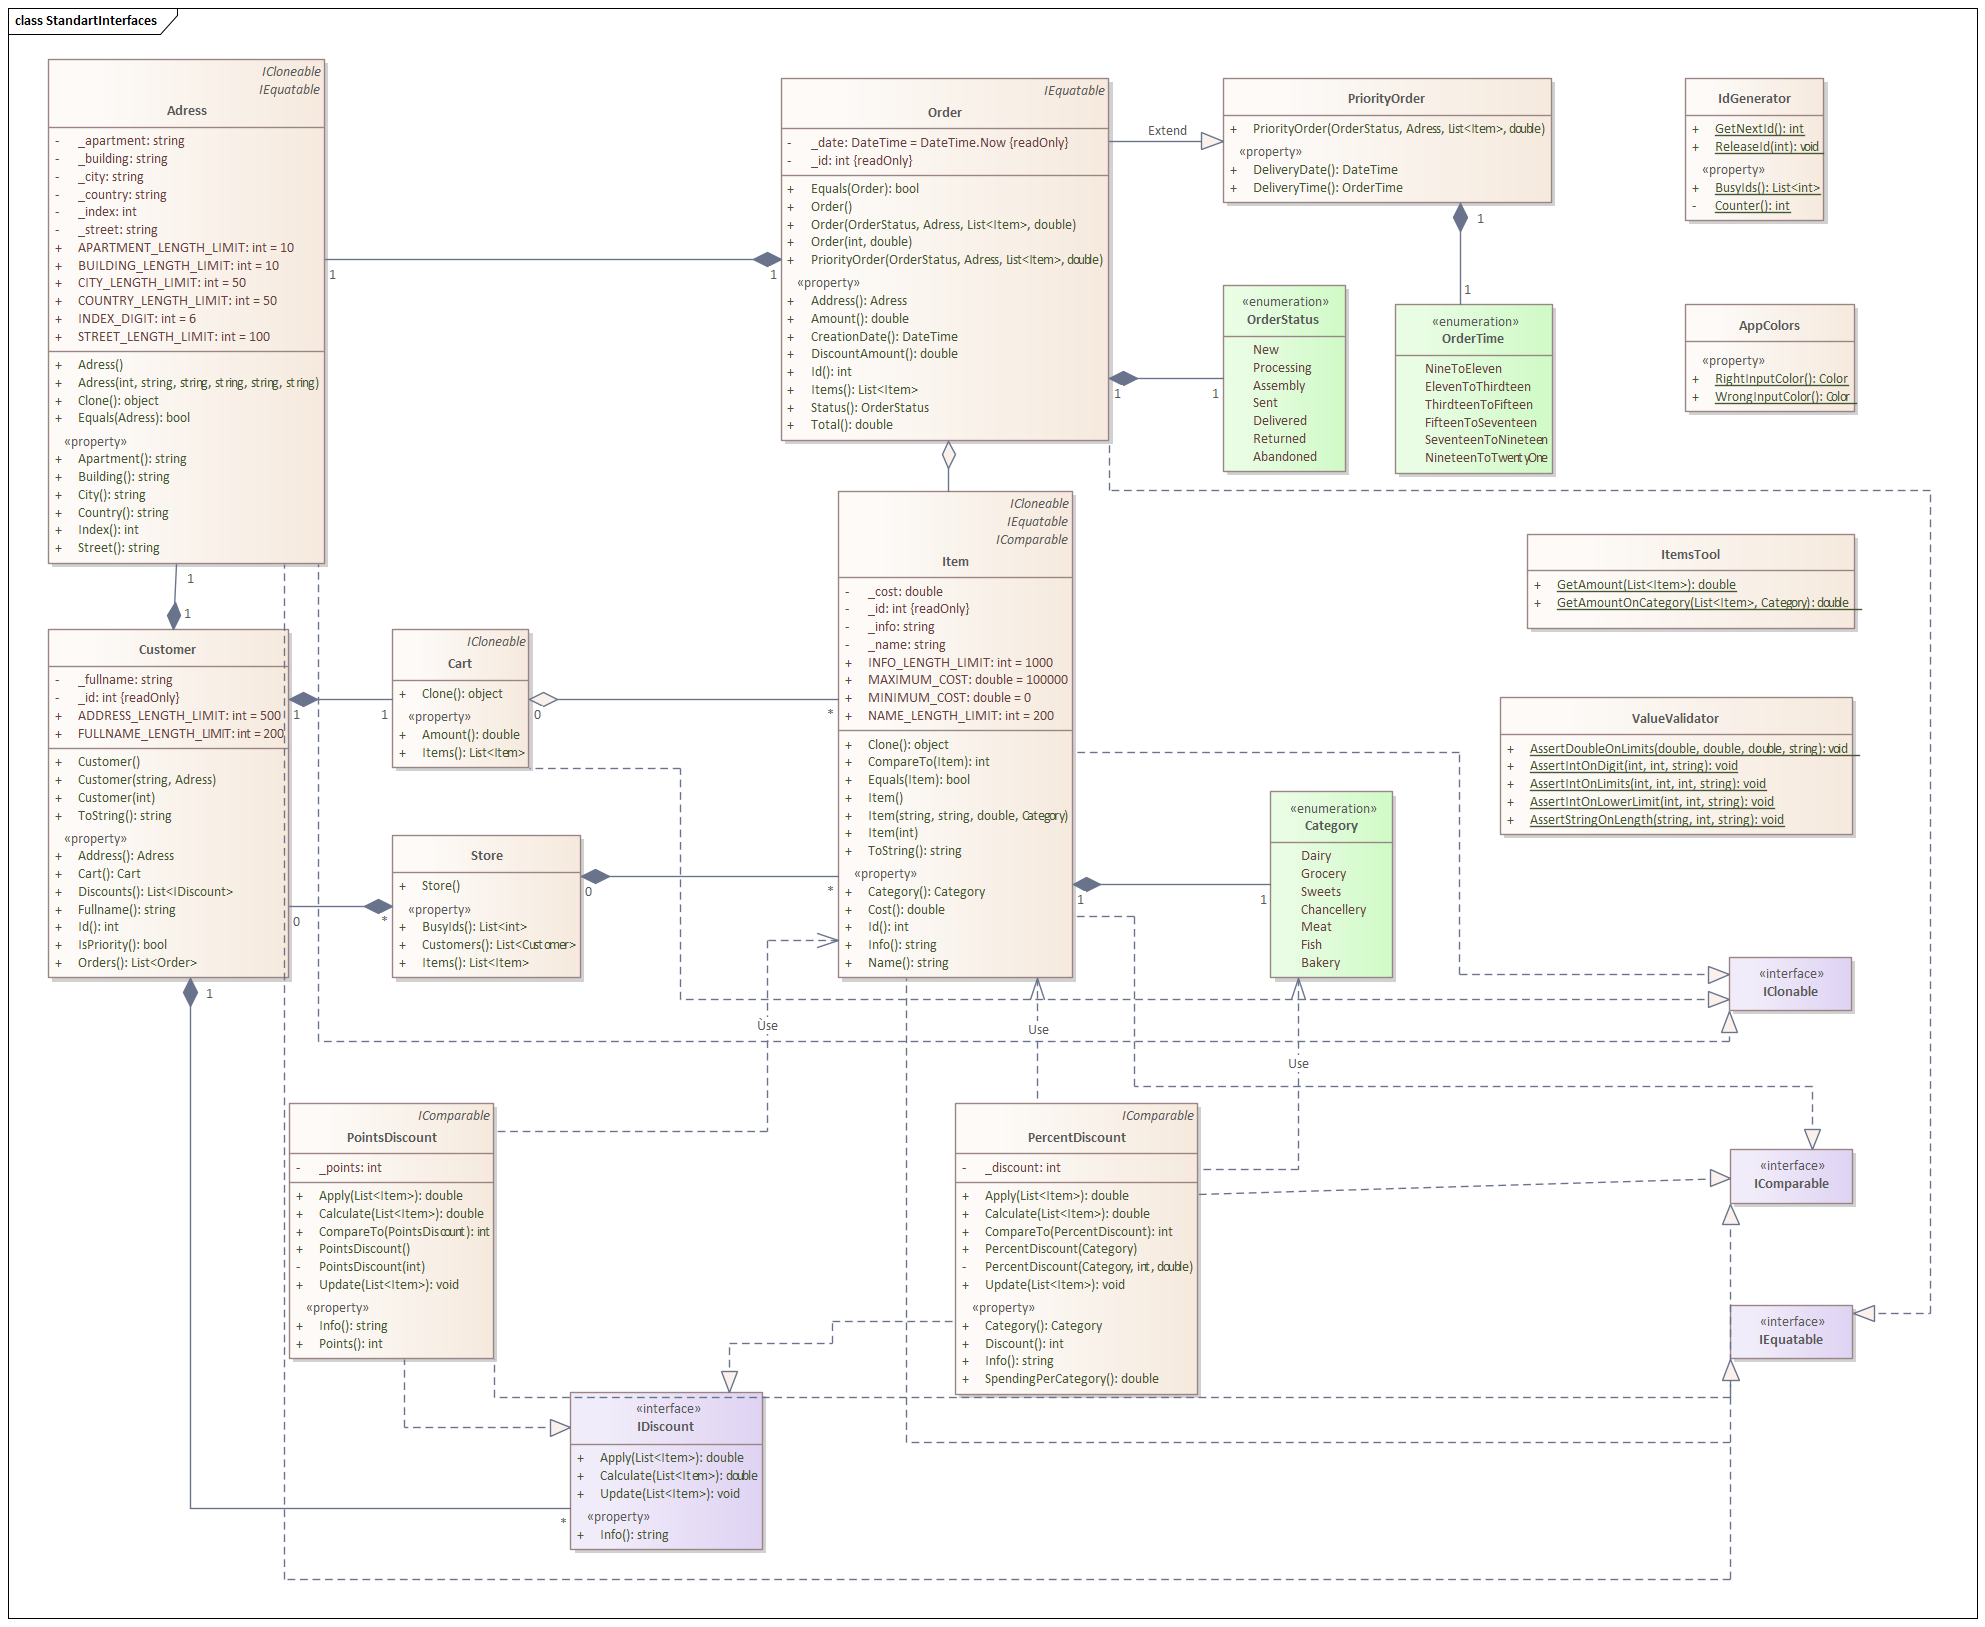 class StandartInterfaces
ICloneable
IEquatable
Adress
- _apartment: string
- _building: string
- _city: string
- _country: string
- _index: int
- _street: string
+ APARTMENT_LENGTH_LIMIT: int = 10
+ BUILDING_LENGTH_LIMIT: int = 10
+ CITY_LENGTH_LIMIT: int = 50
+ COUNTRY_LENGTH_LIMIT: int = 50
+ INDEX_DIGIT: int = 6
+ STREET_LENGTH_LIMIT: int = 100
+ Adress()
+ Adress(int, string, string, string, string, string)
+ Clone(): object
+ Equals(Adress): bool
«property»
+ Apartment(): string
+ Building(): string
+ City(): string
+ Country(): string
+ Index(): int
+ Street(): string
1
1
IEquatable
Order
- _date: DateTime = DateTime.Now {readOnly}
- _id: int {readOnly}
+ Equals(Order): bool
+ Order()
+ Order(OrderStatus, Adress, List<Item>, double)
+ Order(int, double)
+ PriorityOrder(OrderStatus, Adress, List<Item>, double)
«property»
+ Address(): Adress
+ Amount(): double
+ CreationDate(): DateTime
+ DiscountAmount(): double
+ Id(): int
+ Items(): List<Item>
+ Status(): OrderStatus
+ Total(): double
Extend
PriorityOrder
+ PriorityOrder(OrderStatus, Adress, List<Item>, double)
«property»
+ DeliveryDate(): DateTime
+ DeliveryTime(): OrderTime
1
1
IdGenerator
+ GetNextId(): int
+ ReleaseId(int): void
«property»
+ BusyIds(): List<int>
- Counter(): int
«enumeration»
OrderStatus
New
Processing
Assembly
Sent
Delivered
Returned
Abandoned
1
1
«enumeration»
OrderTime
NineToEleven
ElevenToThirdteen
ThirdteenToFifteen
FifteenToSeventeen
SeventeenToNineteen
NineteenToTwentyOne
AppColors
«property»
+ RightInputColor(): Color
+ WrongInputColor(): Color
1
1
Customer
- _fullname: string
- _id: int {readOnly}
+ ADDRESS_LENGTH_LIMIT: int = 500
+ FULLNAME_LENGTH_LIMIT: int = 200
+ Customer()
+ Customer(string, Adress)
+ Customer(int)
+ ToString(): string
«property»
+ Address(): Adress
+ Cart(): Cart
+ Discounts(): List<IDiscount>
+ Fullname(): string
+ Id(): int
+ IsPriority(): bool
+ Orders(): List<Order>
1
1
0
*
1
ICloneable
Cart
+ Clone(): object
«property»
+ Amount(): double
+ Items(): List<Item>
0
*
Store
+ Store()
«property»
+ BusyIds(): List<int>
+ Customers(): List<Customer>
+ Items(): List<Item>
0
*
ICloneable
IEquatable
IComparable
Item
- _cost: double
- _id: int {readOnly}
- _info: string
- _name: string
+ INFO_LENGTH_LIMIT: int = 1000
+ MAXIMUM_COST: double = 100000
+ MINIMUM_COST: double = 0
+ NAME_LENGTH_LIMIT: int = 200
+ Clone(): object
+ CompareTo(Item): int
+ Equals(Item): bool
+ Item()
+ Item(string, string, double, Category)
+ Item(int)
+ ToString(): string
«property»
+ Category(): Category
+ Cost(): double
+ Id(): int
+ Info(): string
+ Name(): string
1
1
«enumeration»
Category
Dairy
Grocery
Sweets
Chancellery
Meat
Fish
Bakery
ItemsTool
+ GetAmount(List<Item>): double
+ GetAmountOnCategory(List<Item>, Category): double
ValueValidator
+ AssertDoubleOnLimits(double, double, double, string): void
+ AssertIntOnDigit(int, int, string): void
+ AssertIntOnLimits(int, int, int, string): void
+ AssertIntOnLowerLimit(int, int, string): void
+ AssertStringOnLength(string, int, string): void
«interface»
IClonable
Use
Use
Use
IComparable
PointsDiscount
- _points: int
+ Apply(List<Item>): double
+ Calculate(List<Item>): double
+ CompareTo(PointsDiscount): int
+ PointsDiscount()
- PointsDiscount(int)
+ Update(List<Item>): void
«property»
+ Info(): string
+ Points(): int
IComparable
PercentDiscount
- _discount: int
+ Apply(List<Item>): double
+ Calculate(List<Item>): double
+ CompareTo(PercentDiscount): int
+ PercentDiscount(Category)
- PercentDiscount(Category, int, double)
+ Update(List<Item>): void
«property»
+ Category(): Category
+ Discount(): int
+ Info(): string
+ SpendingPerCategory(): double
«interface»
IComparable
«interface»
IEquatable
«interface»
IDiscount
+ Apply(List<Item>): double
+ Calculate(List<Item>): double
+ Update(List<Item>): void
«property»
+ Info(): string
*